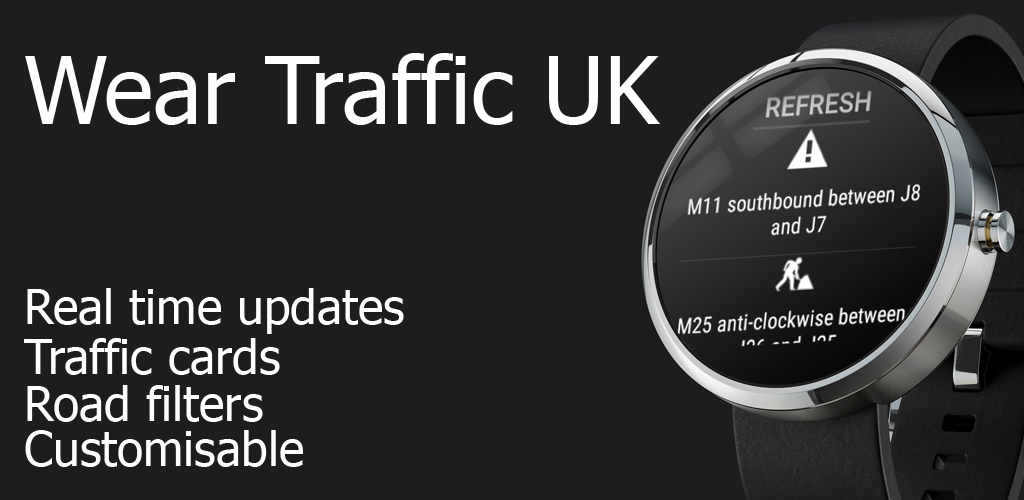 Wear Traffic UK
Real time updates
Traffic cards
Road filters
Customisable
REFRESH
M11 southbound between J8
and J7
M25 anti-clockwise between